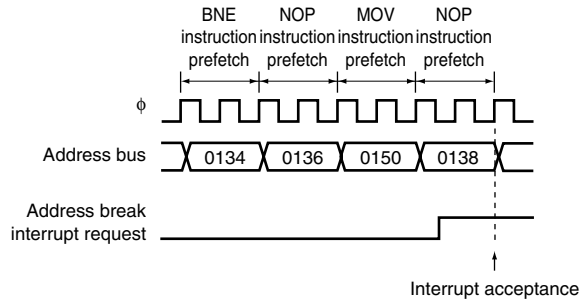 BNE NOP MOV NOP
instruction instruction instruction instruction
prefetch prefetch prefetch prefetch
φ
Address bus 0134 0136 0150 0138
Address break
interrupt request
Interrupt acceptance